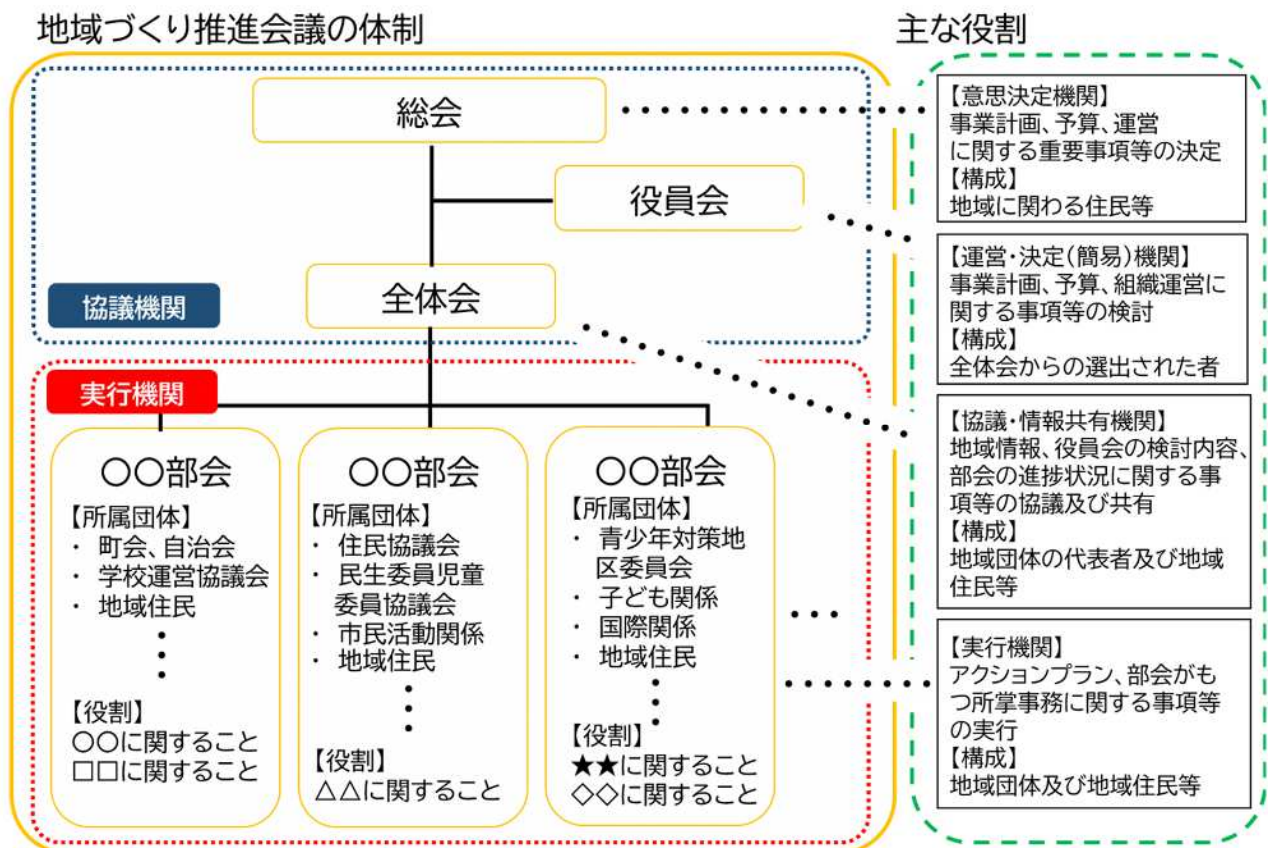 地域づくり推進会議の体制
総会
役員会
全体会
協議機関
実行機関
〇〇部会
【所属団体】
・ 町会、自治会
・ 学校運営協議会
・ 地域住民
【役割】
〇〇に関すること
□□に関すること
〇〇部会
【所属団体】
・ 住民協議会
・ 民生委員児童
委員協議会
・ 市民活動関係
・ 地域住民
【役割】
△△に関すること
〇〇部会
【所属団体】
・ 青少年対策地
区委員会
・ 子ども関係
・ 国際関係
・ 地域住民
【役割】
★★に関すること
◇◇に関すること
主な役割
【意思決定機関】
事業計画、予算、運営
に関する重要事項等の決定
【構成】
地域に関わる住民等
【運営・決定(簡易)機関】
事業計画、予算、組織運営に
関する事項等の検討
【構成】
全体会からの選出された者
【協議・情報共有機関】
地域情報、役員会の検討内容、
部会の進捗状況に関する事
項等の協議及び共有
【構成】
地域団体の代表者及び地域
住民等
【実行機関】
アクションプラン、部会がも
つ所掌事務に関する事項等
の実行
【構成】
地域団体及び地域住民等